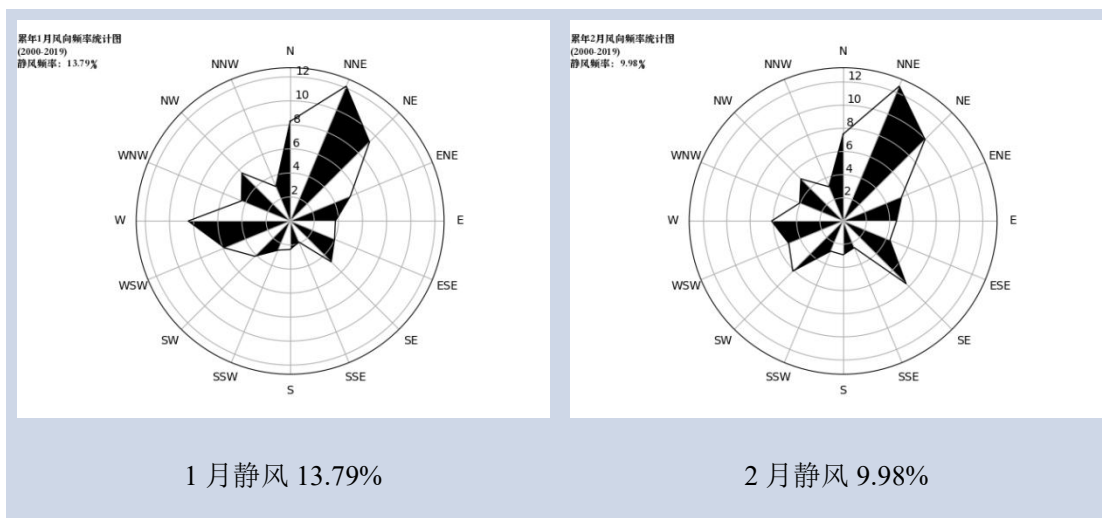 累年1月风向频率统计图
(2000-2019)
静风频率: 13.79%
N
NNE
NE
ENE
E
ESE
SE
SSE
S
SSW
SW
WSW
W
WNW
NW
NNW
12
10
8
6
4
2
累年2月风向频率统计图
(2000-2019)
静风频率: 9.98%
N
NNE
NE
ENE
E
ESE
SE
SSE
S
SSW
SW
WSW
W
WNW
NW
NNW
12
10
8
6
4
2
1 月静风 13.79%
2 月静风 9.98%